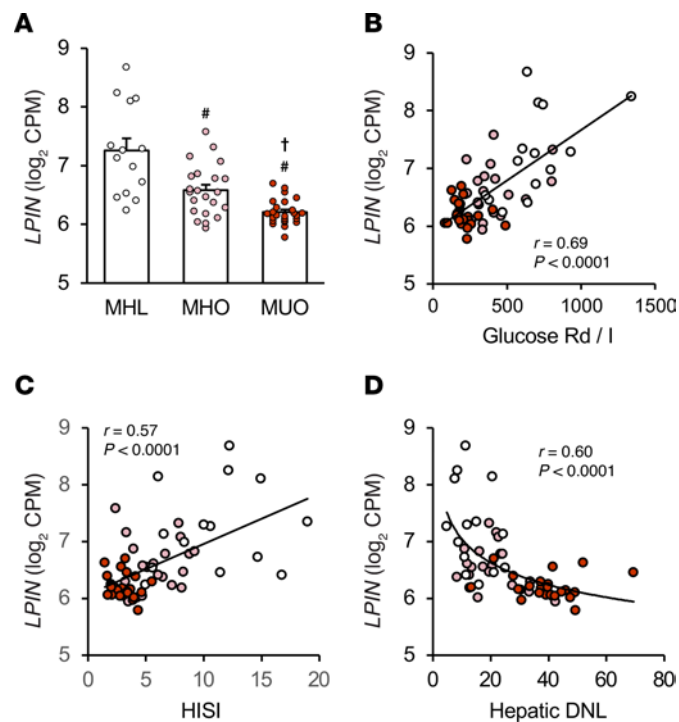 A
LPIN (log2 CPM)
9
8
7
6
5
#
†
#
MHL MHO MUO
B
LPIN (log2 CPM)
9
8
7
6
5
r = 0.69
P < 0.0001
0 500 1000 1500
Glucose Rd / I
C
LPIN (log2 CPM)
9
8
7
6
5
r = 0.57
P < 0.0001
0 5 10 15 20
HISI
D
LPIN (log2 CPM)
9
8
7
6
5
r = 0.60
P < 0.0001
0 20 40 60 80
Hepatic DNL